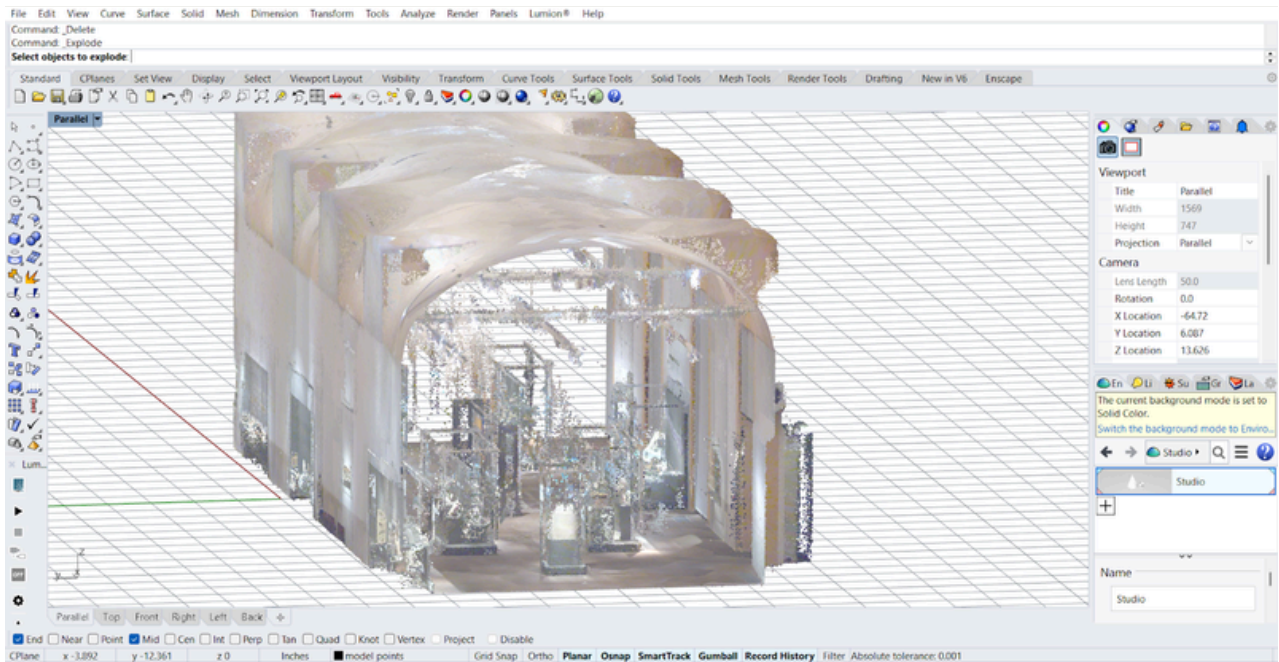 File Edit View Curve Surface Solid Mesh Dimension Transform Tools Analyze Render Panels Lumion® Help
Command: _Delete
Command: _Explode
Select objects to explode:
Standard CPlanes Set View Display Select Viewport Layout Visibility Transform Curve Tools Surface Tools Solid Tools Mesh Tools Render Tools Drafting New in V6 Enscape
Parallel
Viewport
Title Parallel
Width 1569
Height 747
Projection Parallel
Camera
Lens Length 50.0
Rotation 0.0
X Location -64.72
Y Location 6.087
Z Location 13.626
En Li Su Gr La
The current background mode is set to
Solid Color.
Switch the background mode to Enviro...
Studio
Studio
Lum...
OFF
z
y
Name
Studio
Parallel Top Front Right Left Back
End Near Point Mid Cen Int Perp Tan Quad Knot Vertex Project Disable
CPlane x -3.892 y -12.361 z 0 Inches model points Grid Snap Ortho Planar Osnap SmartTrack Gumball Record History Filter Absolute tolerance: 0.001